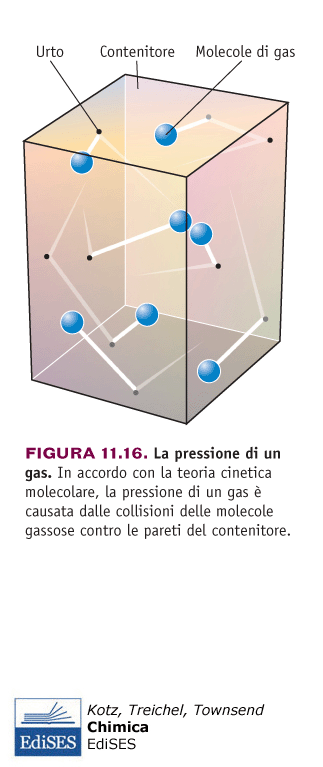 Urto Contenitore Molecole di gas
FIGURA 11.16. La pressione di un
gas. In accordo con la teoria cinetica
molecolare, la pressione di un gas è
causata dalle collisioni delle molecole
gassose contro le pareti del contenitore.
Kotz, Treichel, Townsend
Chimica
EdiSES
EdiSES